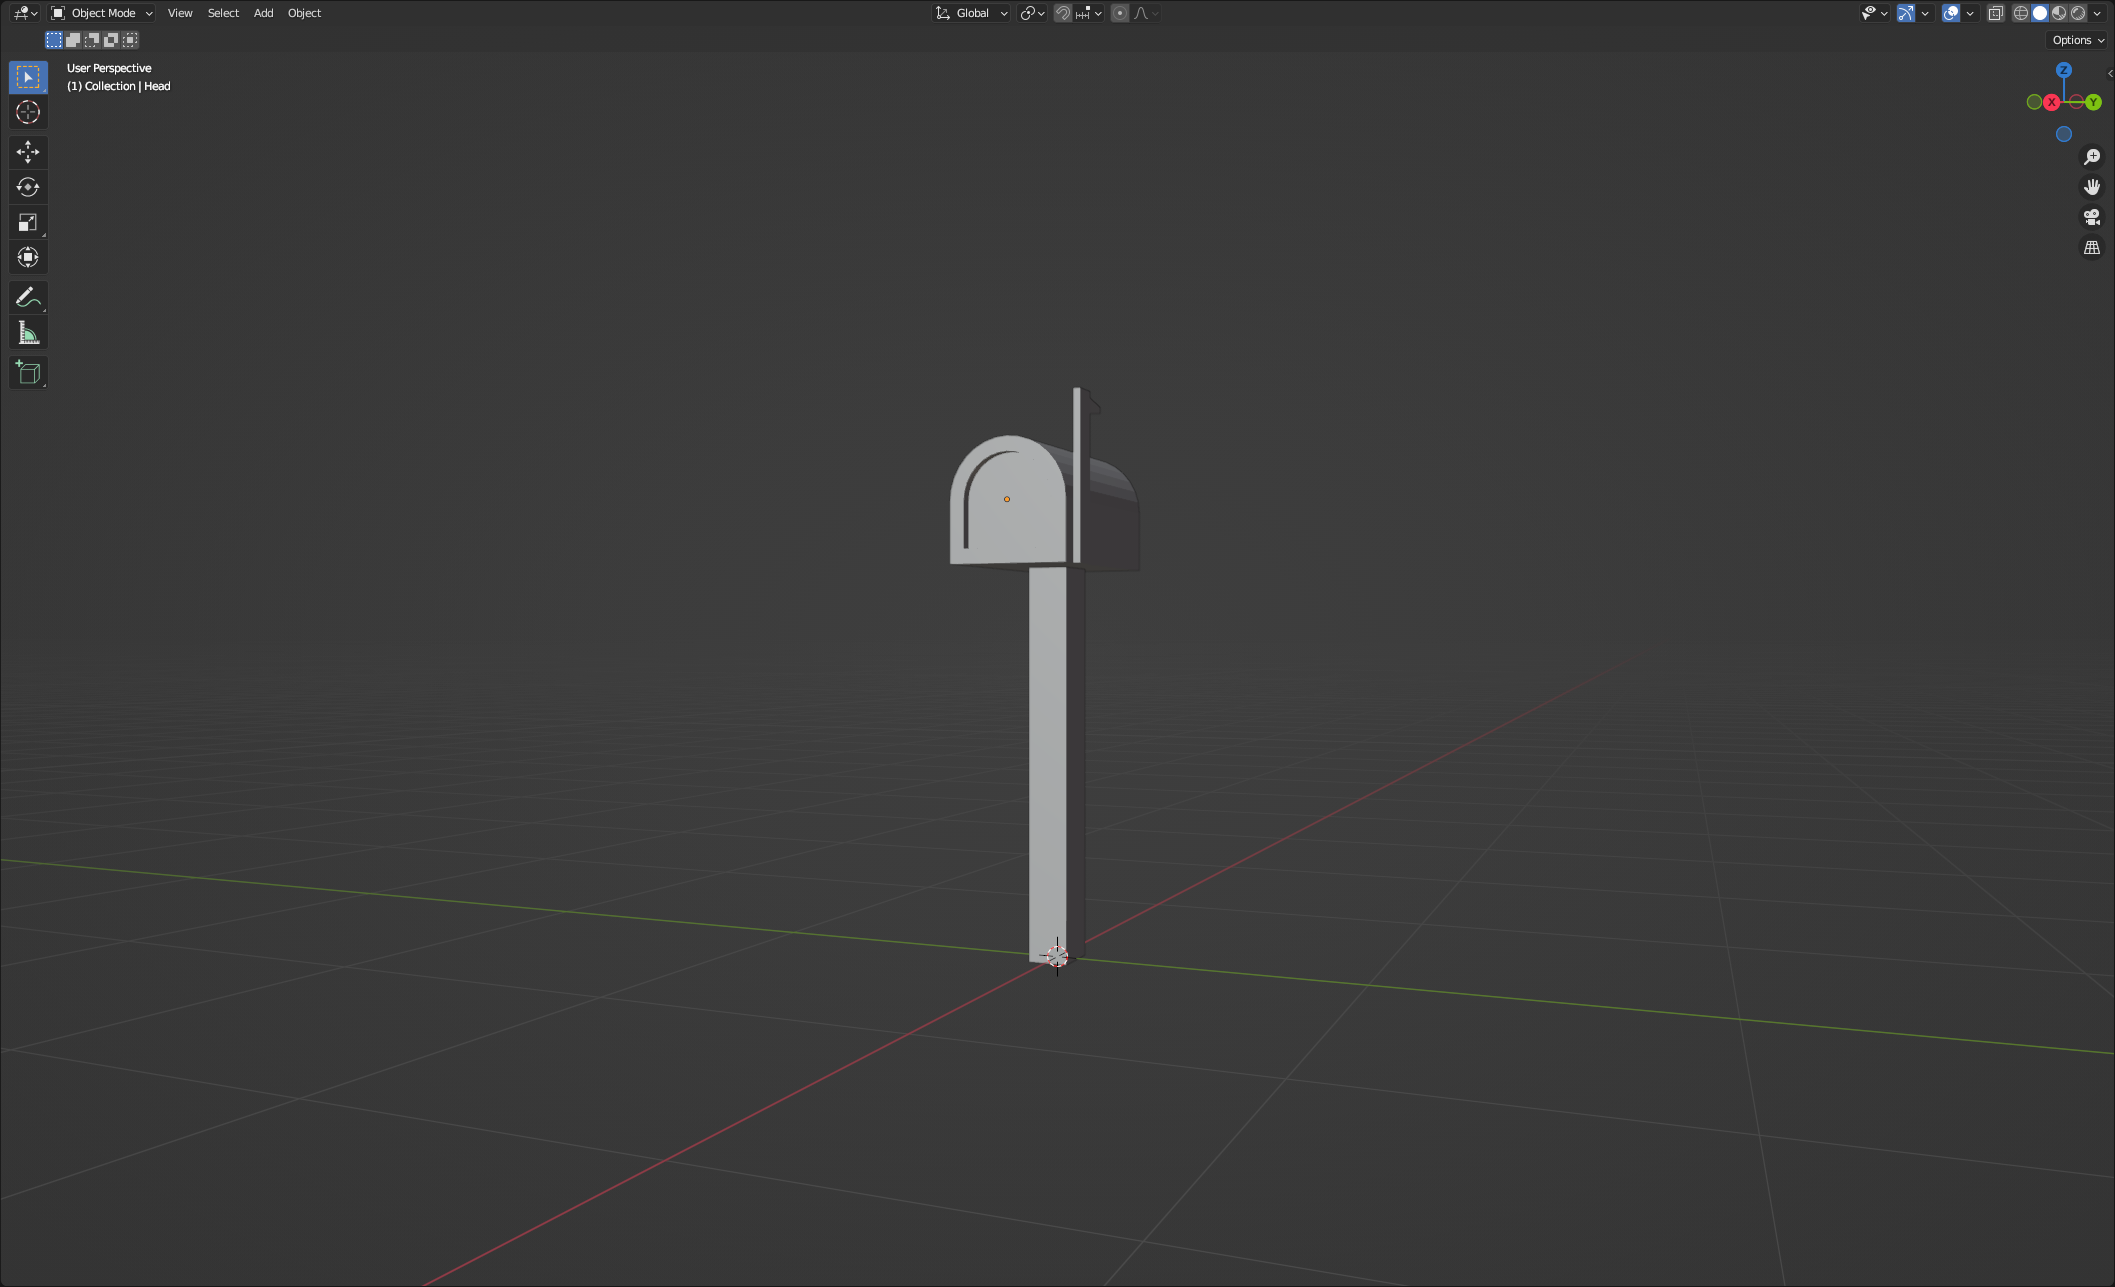 Object Mode View Select Add Object Global
Options
User Perspective
(1) Collection | Head
Z
X Y